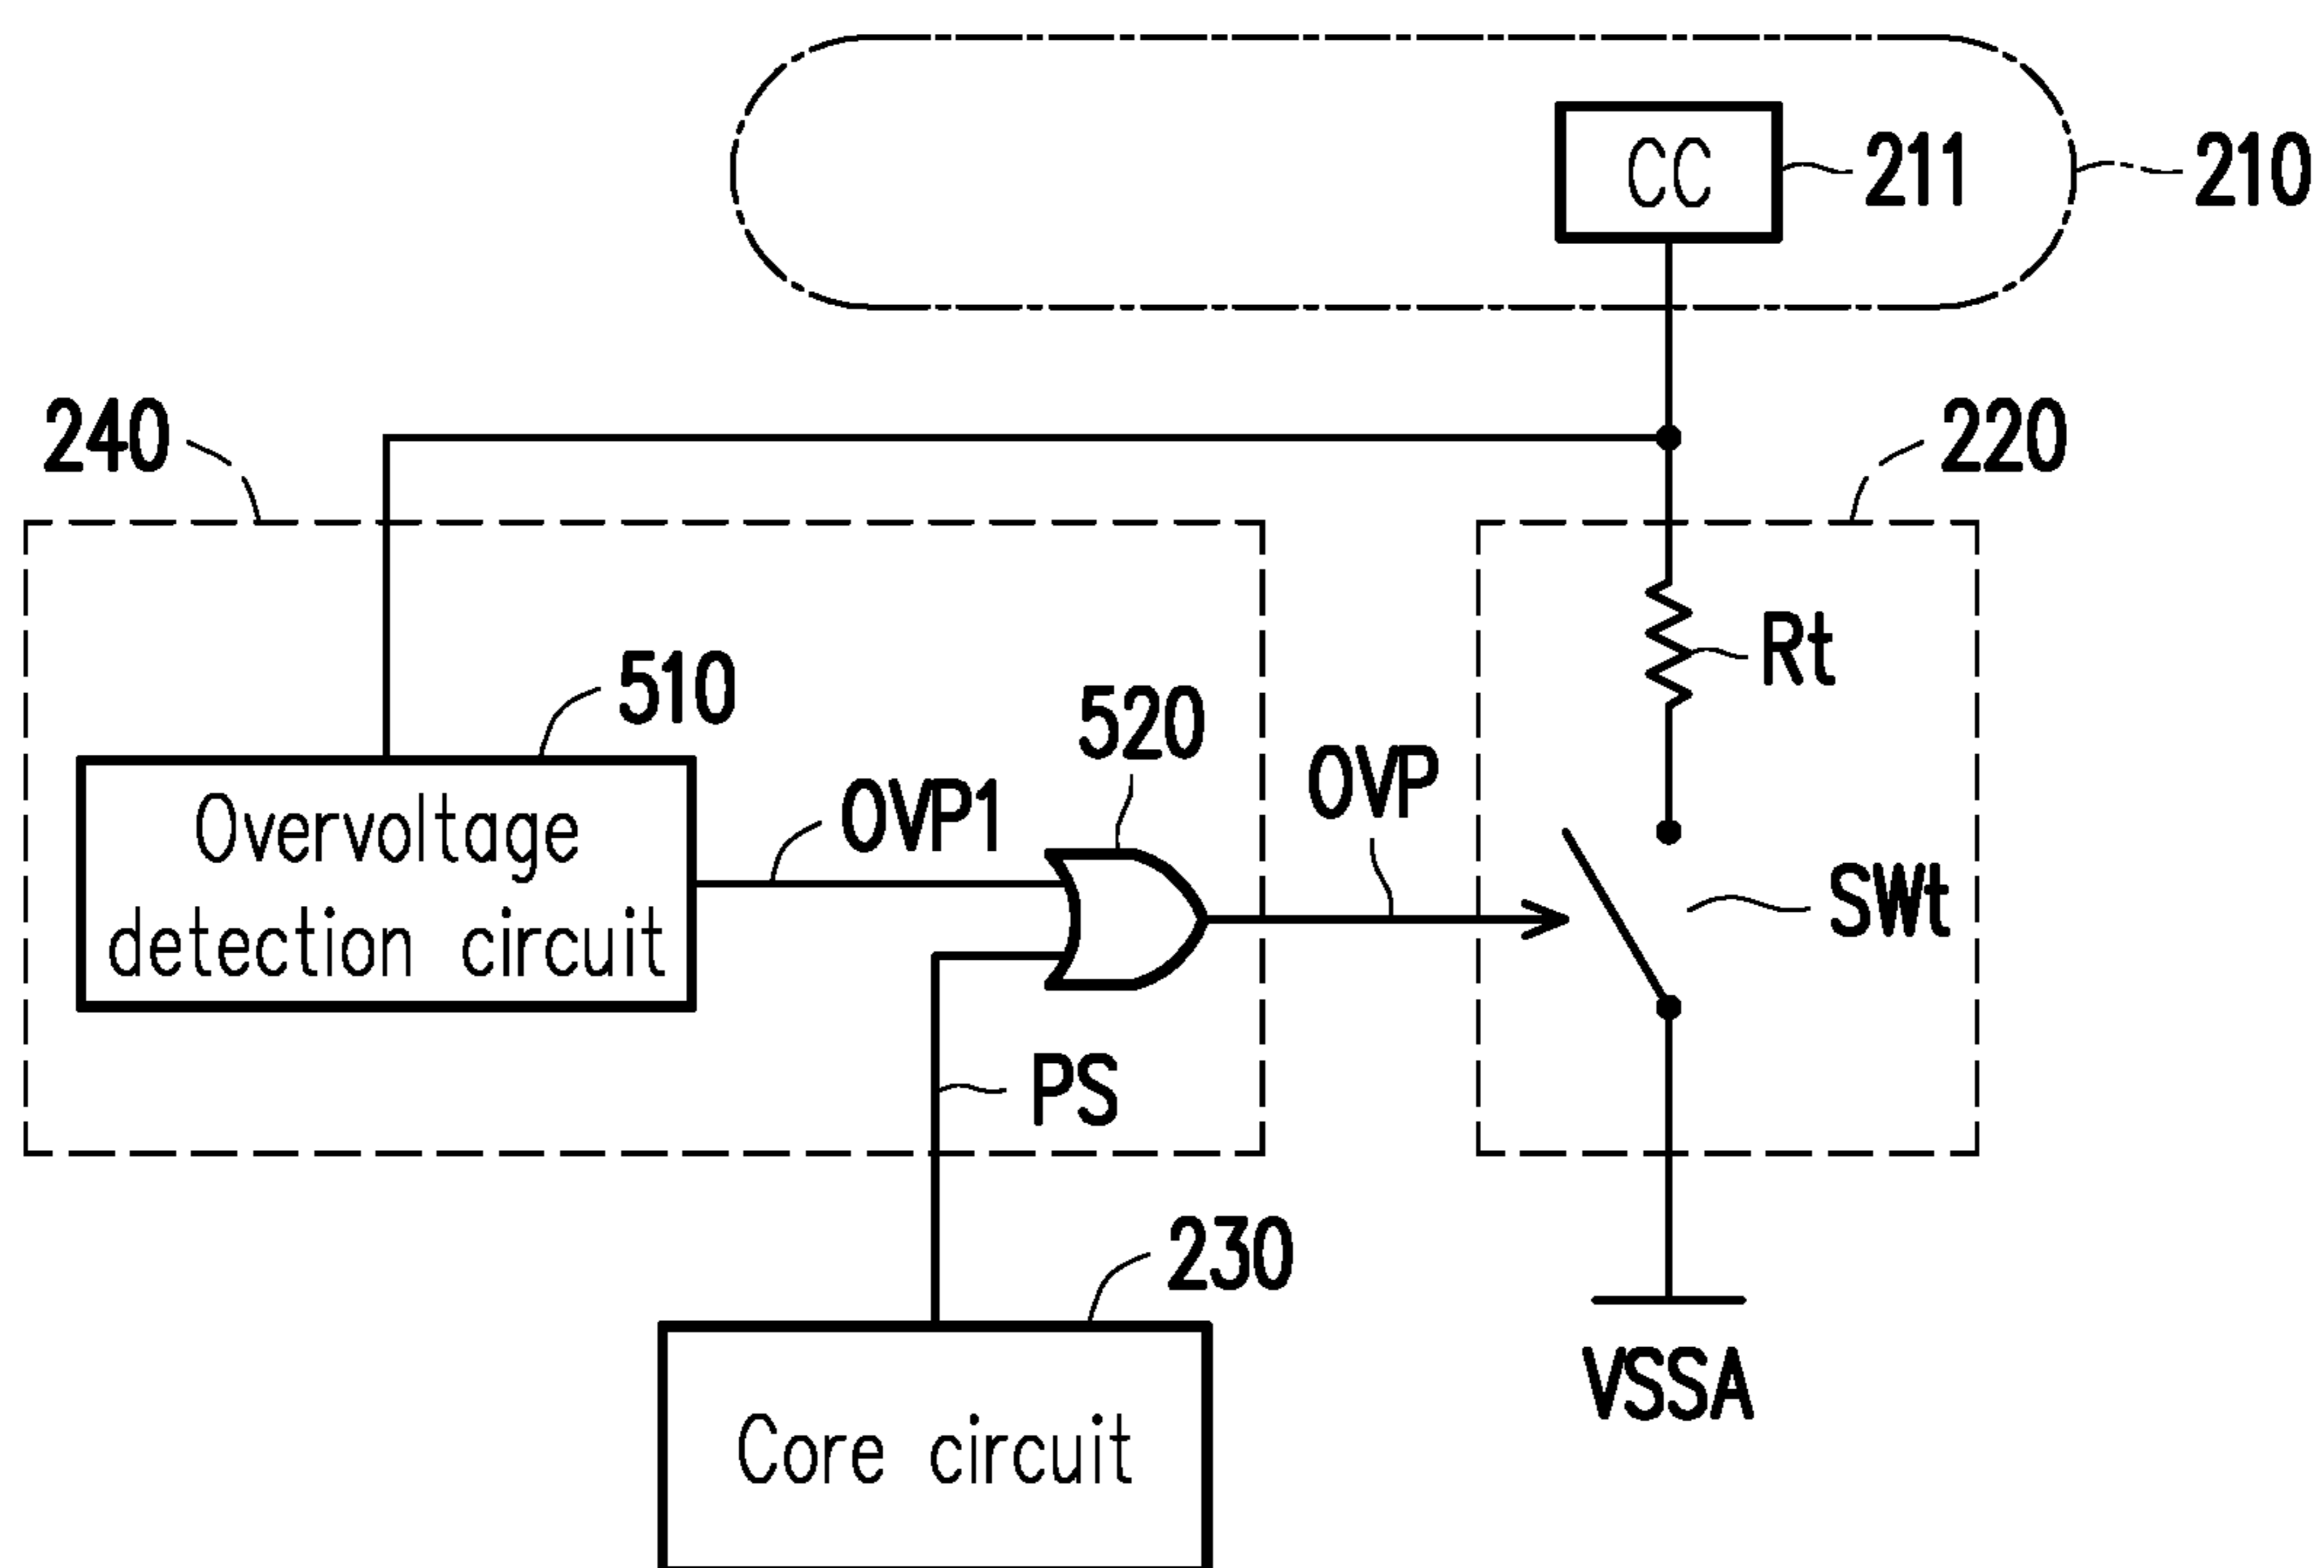 CC
211
210
240
220
Rt
510
520
OVP1
OVP
Overvoltage
detection circuit
SWt
PS
230
VSSA
Core circuit